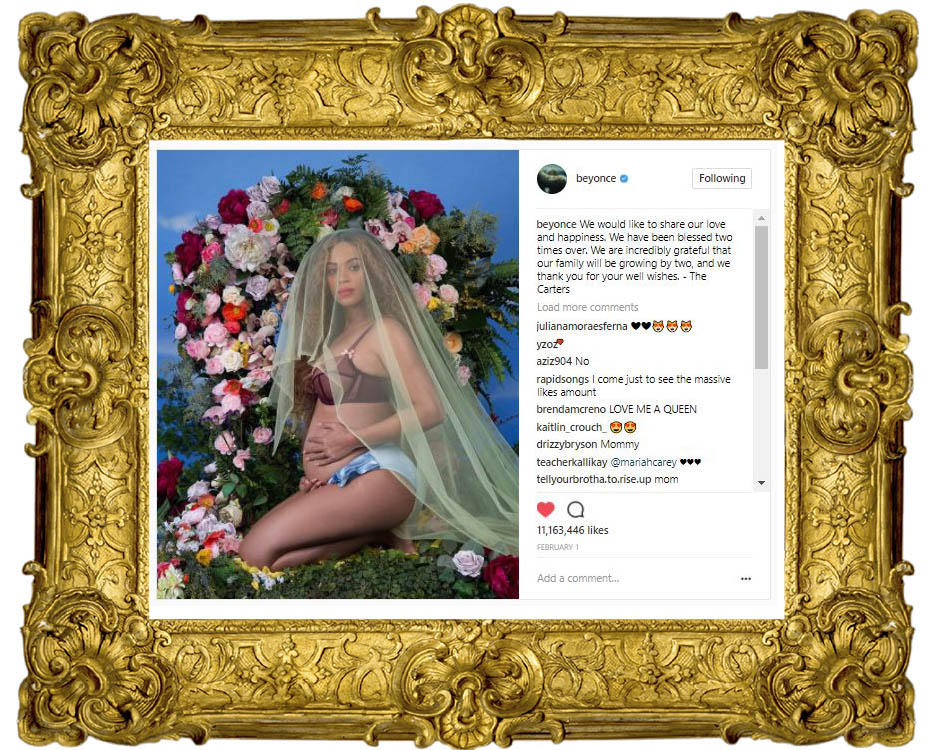 beyonce
Following
beyonce We would like to share our love
and happiness. We have been blessed two
times over. We are incredibly grateful that
our family will be growing by two, and we
thank you for your well wishes. - The
Carters
Load more comments
julianamoraesferna ♥♥😻😻😻
yzoz🌹
aziz904 No
rapidsongs I come just to see the massive
likes amount
brendamcreno LOVE ME A QUEEN
kaitlin_crouch_ 😍😍
drizzybryson Mommy
teacherkallikay @mariahcarey ♥♥♥
tellyourbrotha.to.rise.up mom
11,163,446 likes
FEBRUARY 1
Add a comment...